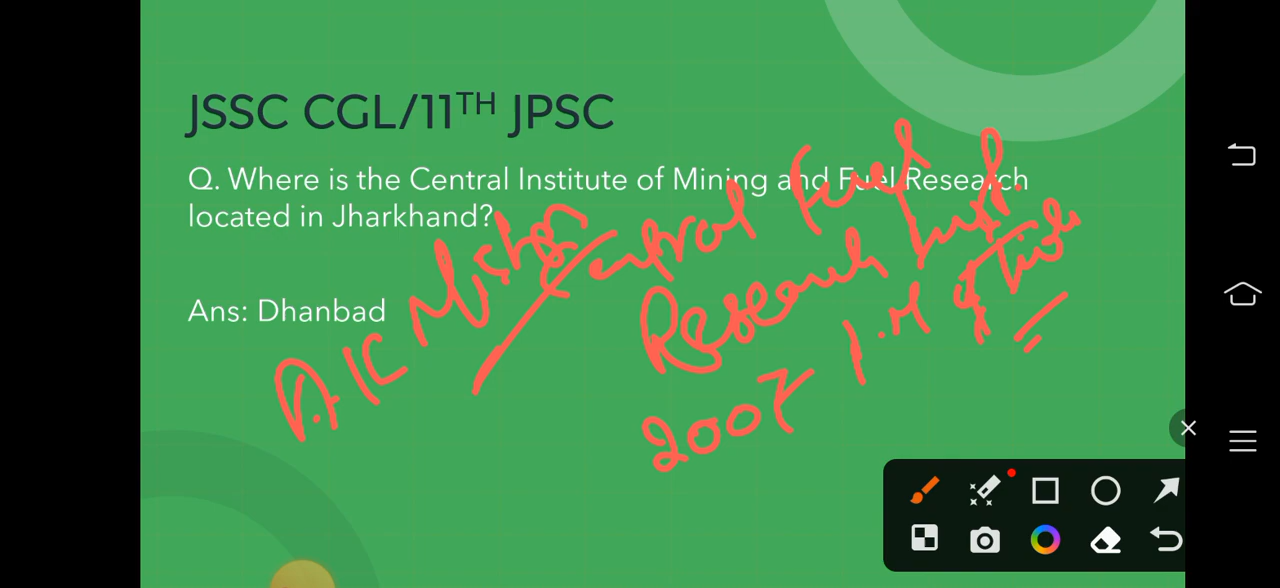 JSSC CGL/11TH JPSC
Q. Where is the Central Institute of Mining and Fuel Research
located in Jharkhand?
Ans: Dhanbad
Central Fuel
Research Inst.
2007